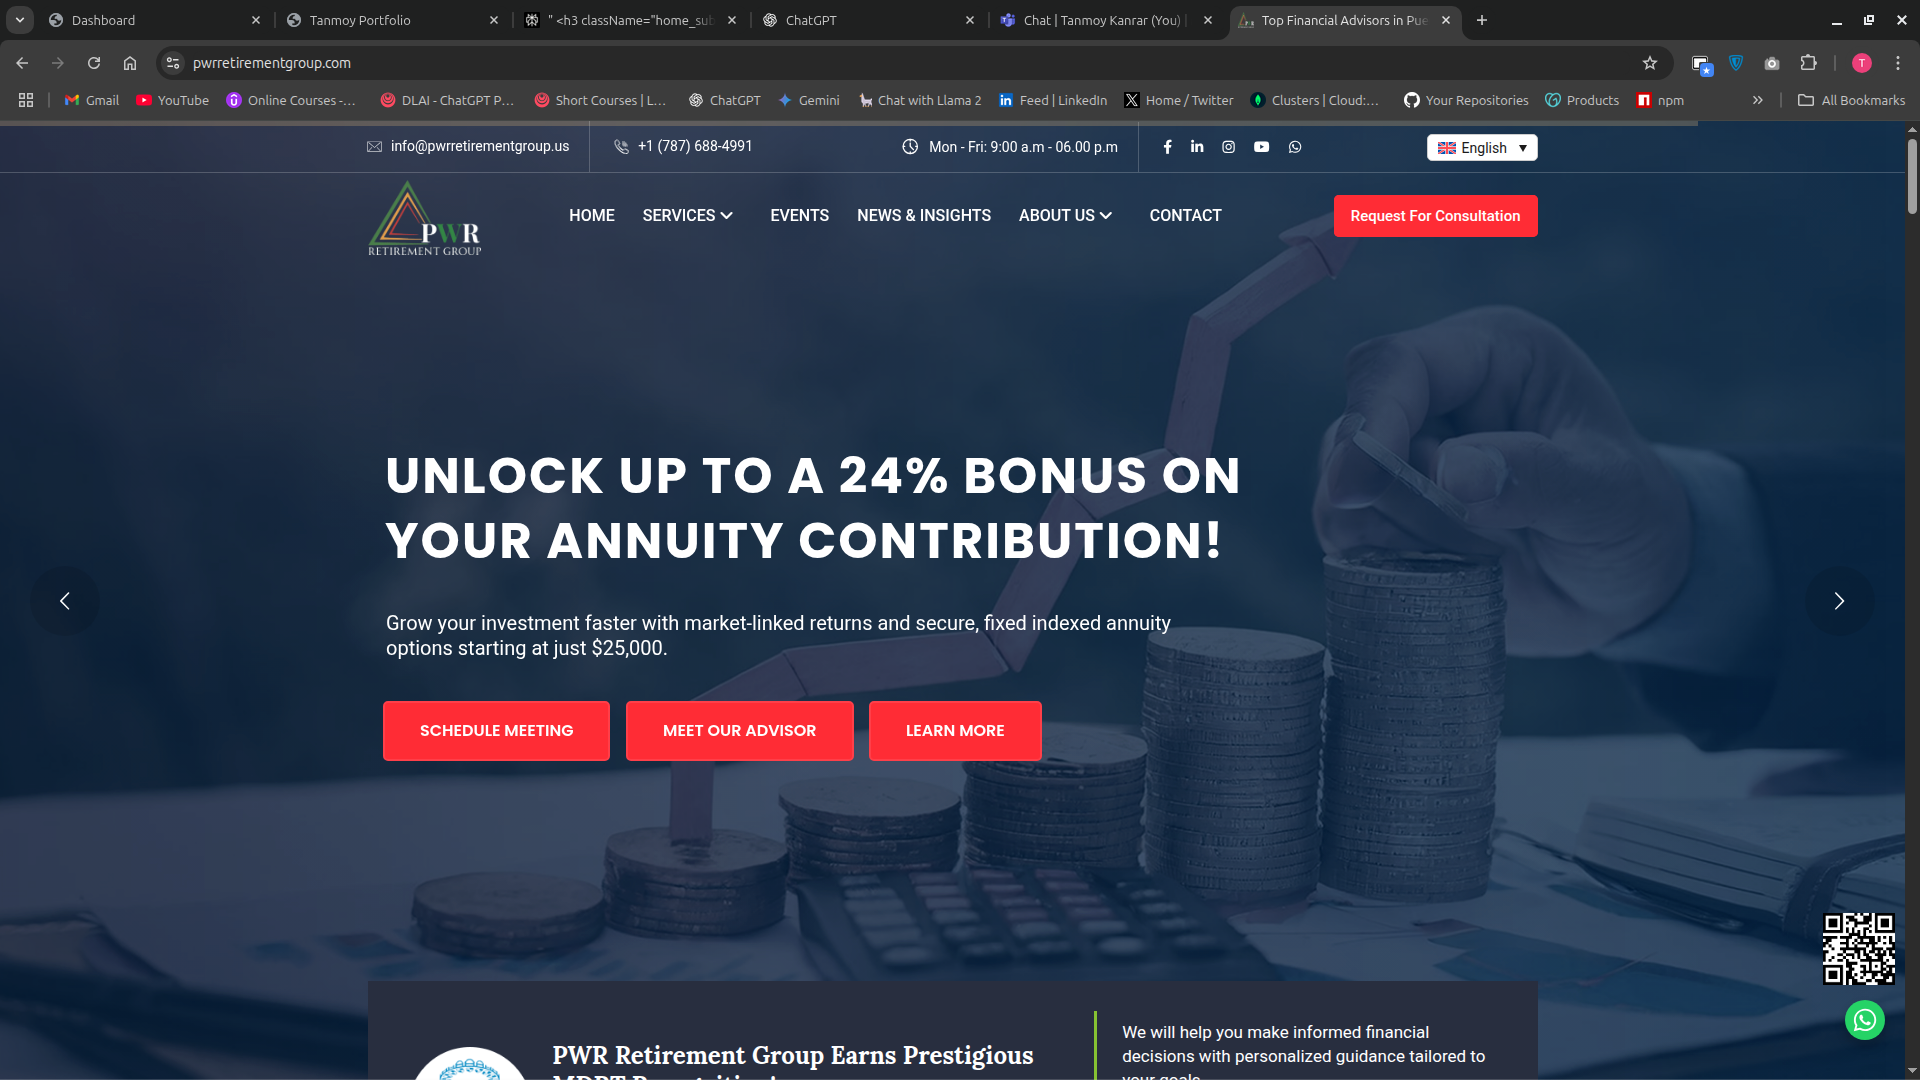 Dashboard
Tanmoy Portfolio
" <h3 className="home_sub
ChatGPT
Chat | Tanmoy Kanrar (You) |
Top Financial Advisors in Pue
pwrretirementgroup.com
T
Gmail
YouTube
Online Courses -...
DLAI - ChatGPT P...
Short Courses | L...
ChatGPT
Gemini
Chat with Llama 2
Feed | LinkedIn
Home / Twitter
Clusters | Cloud:...
Your Repositories
Products
npm
All Bookmarks
info@pwrretirementgroup.us
+1 (787) 688-4991
Mon - Fri: 9:00 a.m - 06.00 p.m
English
PWR
RETIREMENT GROUP
HOME
SERVICES
EVENTS
NEWS & INSIGHTS
ABOUT US
CONTACT
Request For Consultation
UNLOCK UP TO A 24% BONUS ON
YOUR ANNUITY CONTRIBUTION!
Grow your investment faster with market-linked returns and secure, fixed indexed annuity
options starting at just $25,000.
SCHEDULE MEETING
MEET OUR ADVISOR
LEARN MORE
PWR Retirement Group Earns Prestigious
We will help you make informed financial
decisions with personalized guidance tailored to
your goals